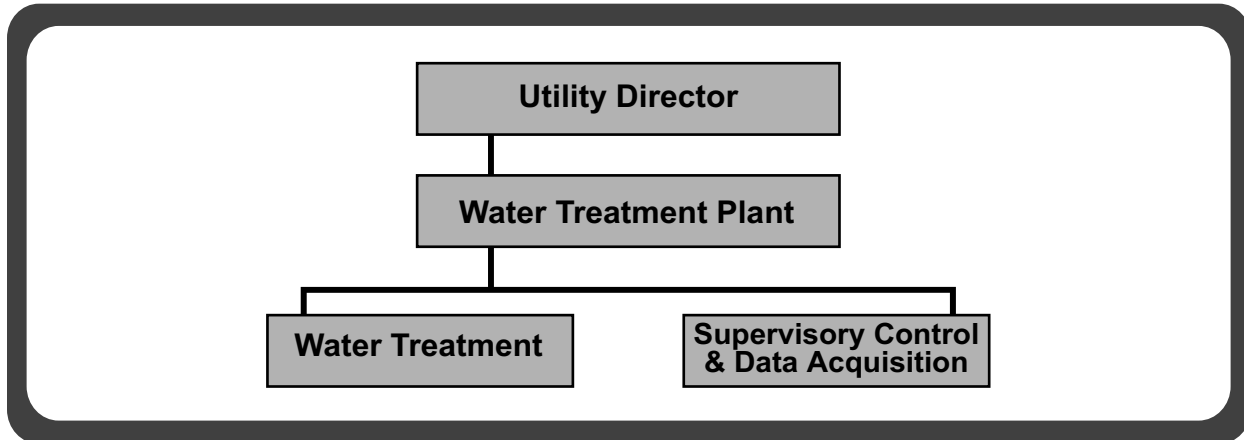 Utility Director
Water Treatment Plant
Water Treatment
Supervisory Control
& Data Acquisition